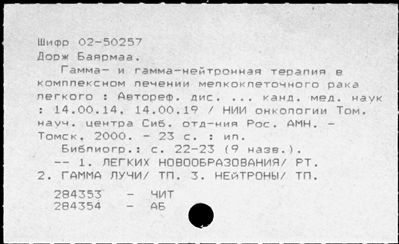 Шифр 02-50257
Дорж Баярмаа.
Гамма- и гамма-нейтронная терапия в
комплексном лечении мелкоклеточного рака
легкого : Автореф. дис. ... канд. мед. наук
: 14.00.14, 14.00.19 / НИИ онкологии Том.
науч. центра Сиб. отд-ния Рос. АМН. -
Томск, 2000. - 23 с. : ил.
Библиогр.: с. 22-23 (9 назв.).
-- 1. ЛЕГКИХ НОВООБРАЗОВАНИЯ/ РТ.
2. ГАММА ЛУЧИ/ ТП. 3. НЕЙТРОНЫ/ ТП.
284353 - ЧИТ
284354 - АБ